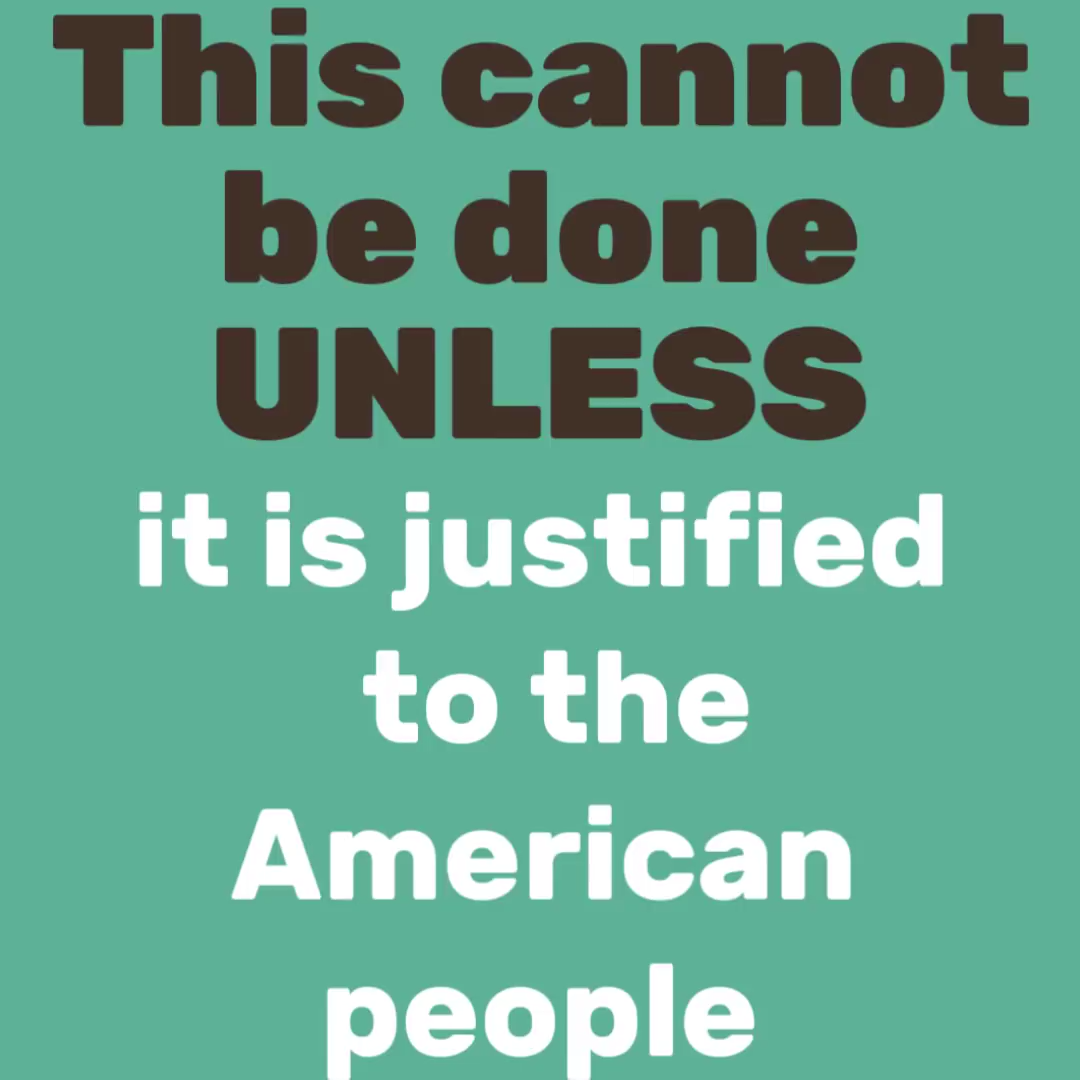 This cannot
be done
UNLESS
it is justified
to the
American
people